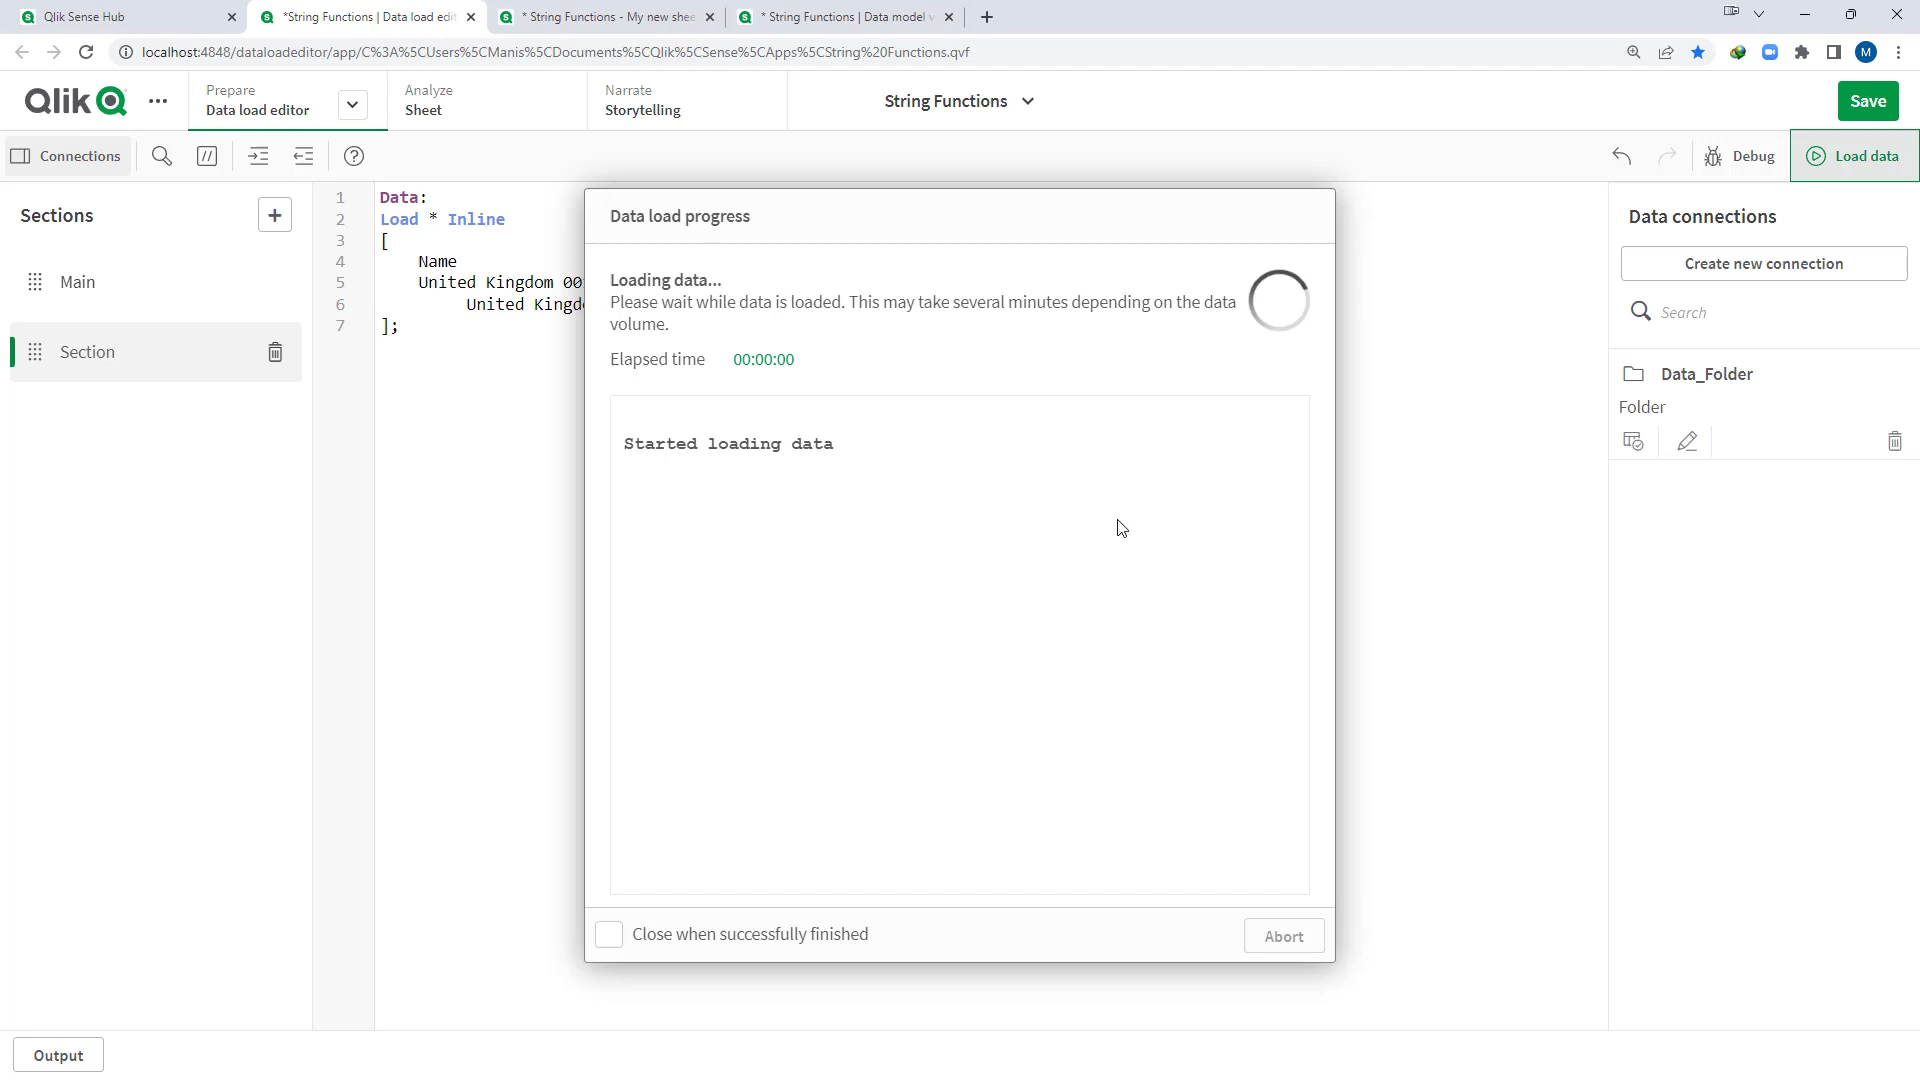 Qlik Sense Hub
*String Functions | Data load edit
* String Functions - My new shee
* String Functions | Data model v
localhost:4848/dataloadeditor/app/C%3A%5CUsers%5CManis%5CDocuments%5CQlik%5CSense%5CApps%5CString%20Functions.qvf
M
Qlik
Prepare
Data load editor
Analyze
Sheet
Narrate
Storytelling
String Functions
Save
Connections
Debug
Load data
Sections
Main
Section
1 Data:
2 Load * Inline
3 [
4 Name
5 United Kingdom 00
6 United Kingd
7 ];
Data load progress
Loading data...
Please wait while data is loaded. This may take several minutes depending on the data
volume.
Elapsed time 00:00:00
Started loading data
Close when successfully finished
Abort
Data connections
Create new connection
Search
Data_Folder
Folder
Output